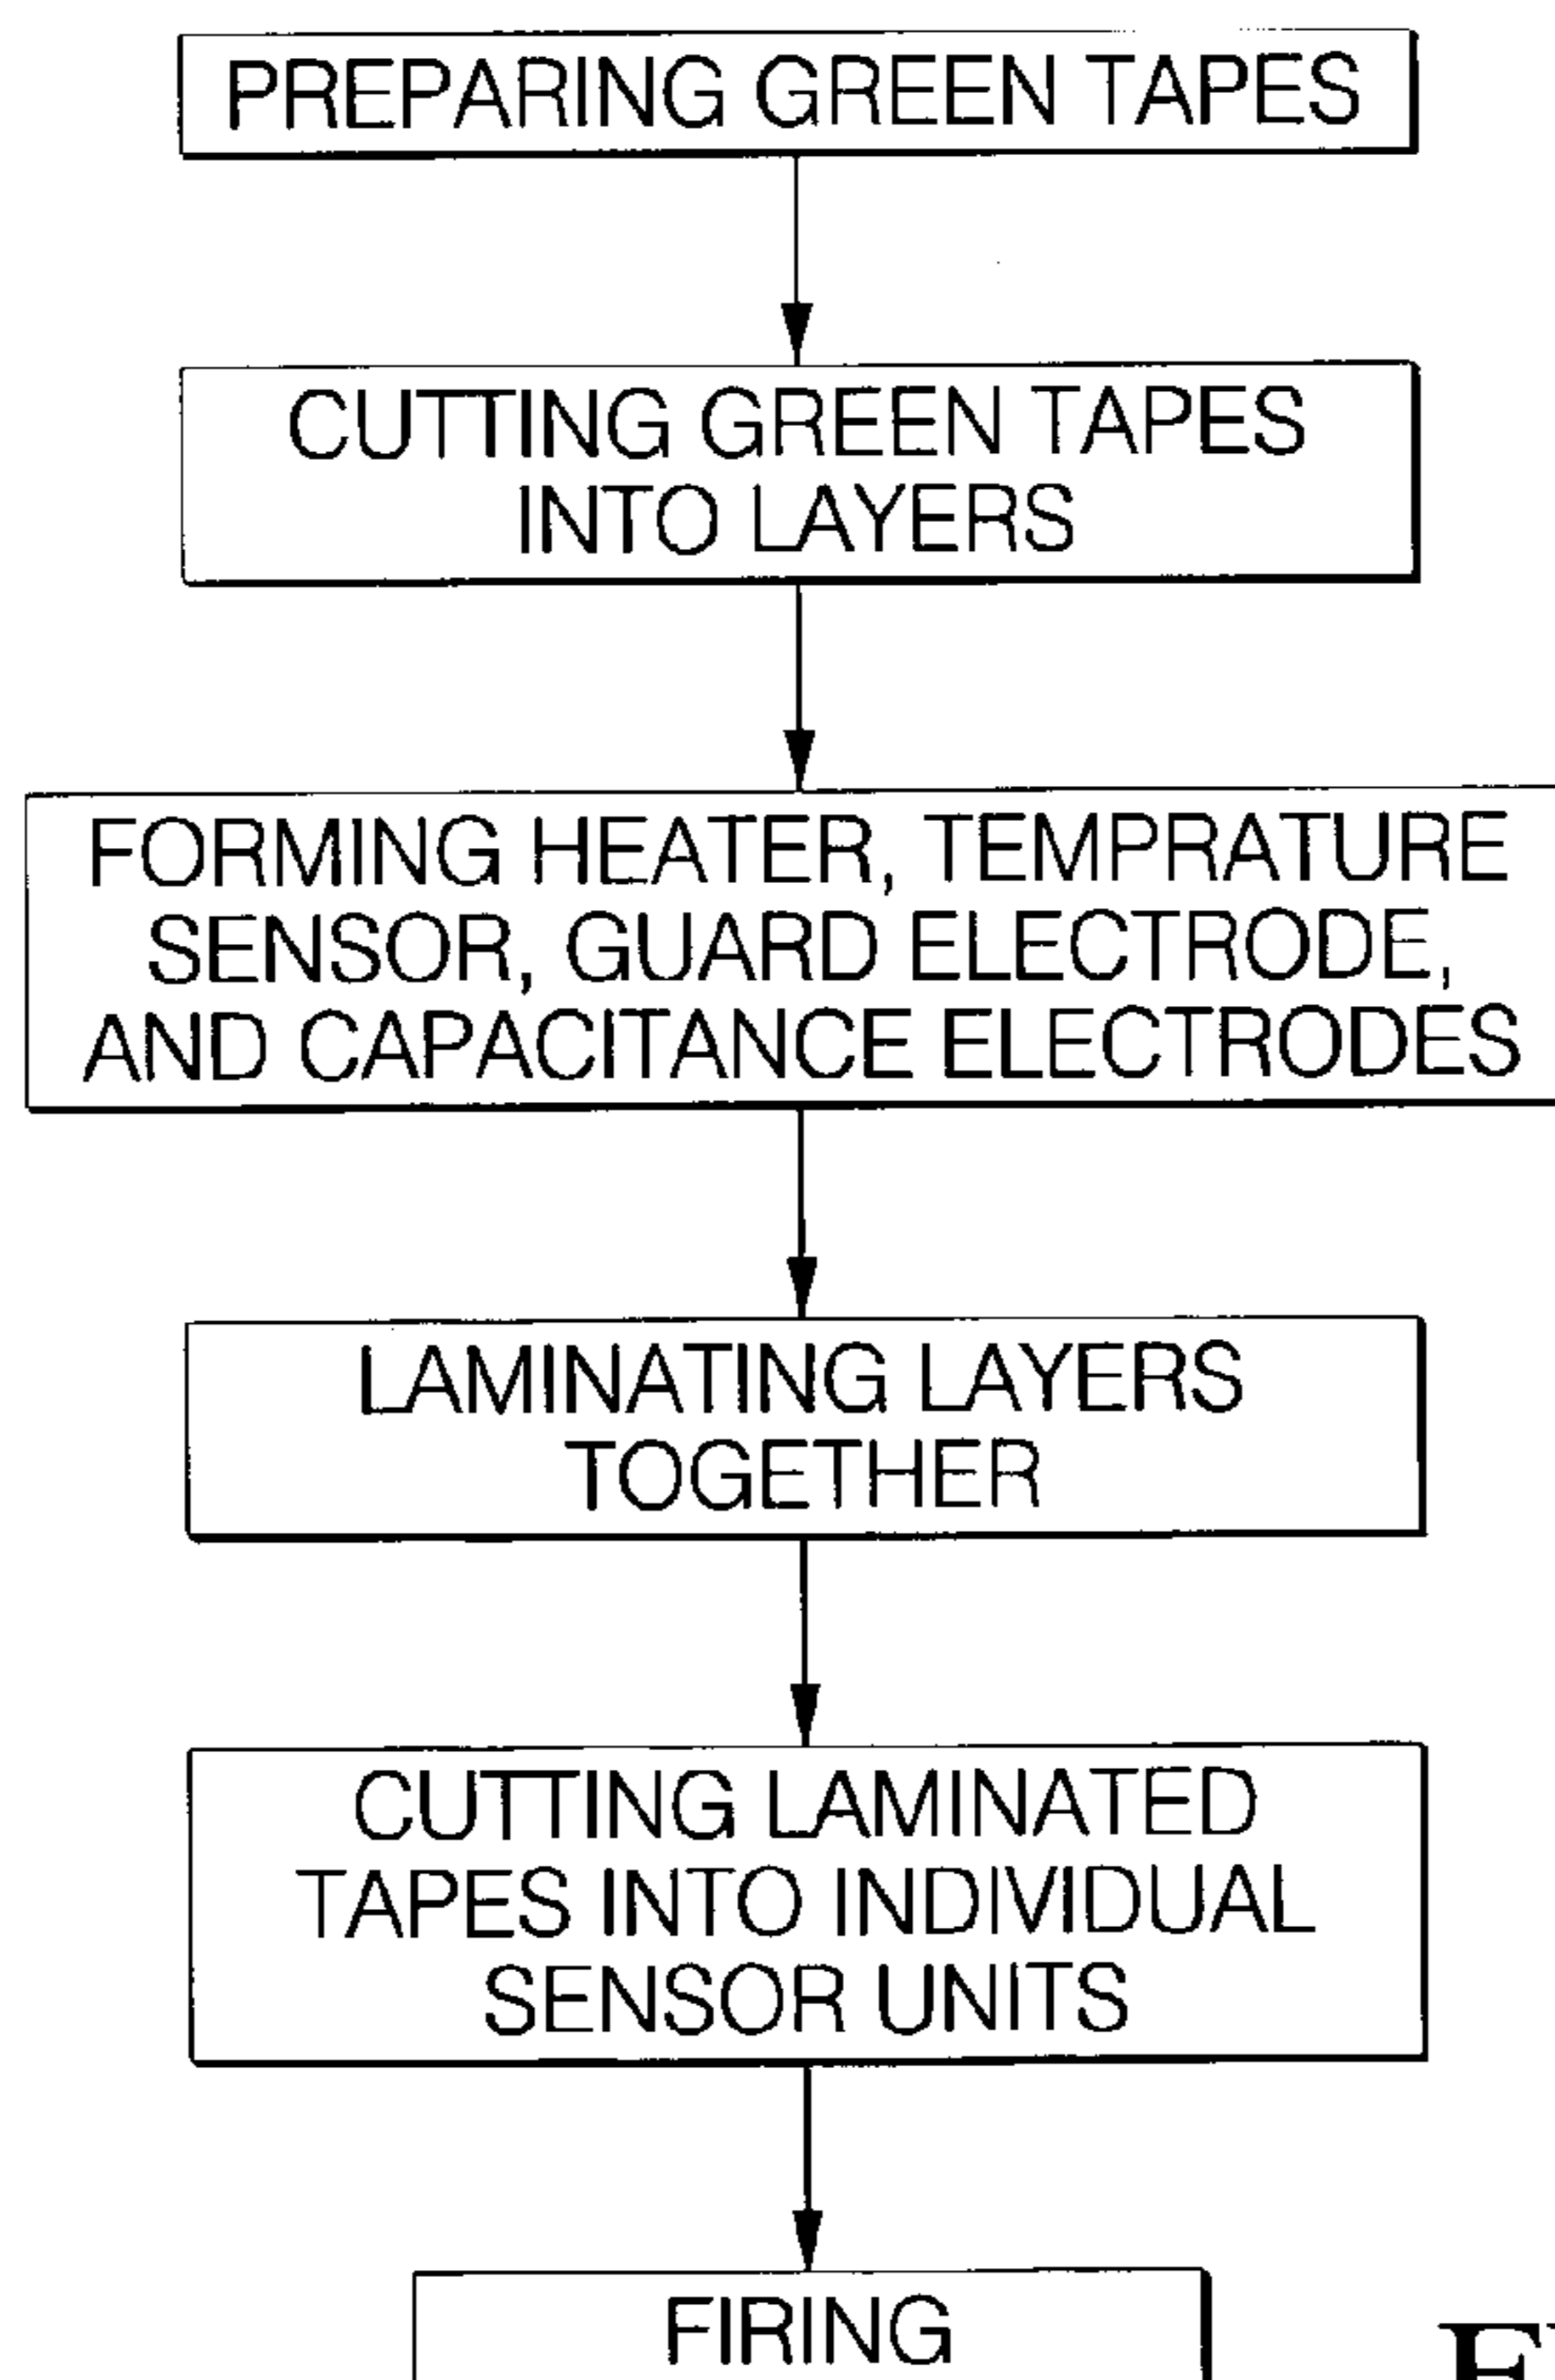 PREPARING GREEN TAPES
CUTTING GREEN TAPES
INTO LAYERS
FORMING HEATER, TEMPRATURE
SENSOR, GUARD ELECTRODE,
AND CAPACITANCE ELECTRODES
LAMINATING LAYERS
TOGETHER
CUTTING LAMINATED
TAPES INTO INDIVIDUAL
SENSOR UNITS
FIRING